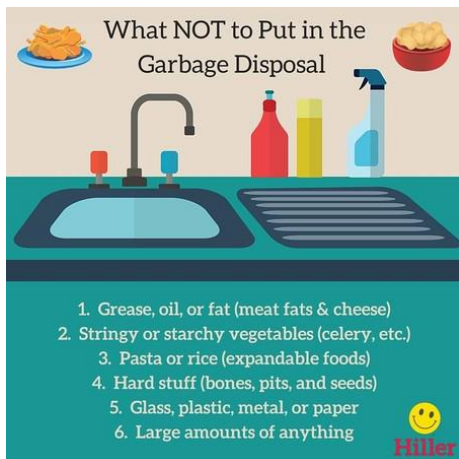 What NOT to Put in the
Garbage Disposal
1. Grease, oil, or fat (meat fats & cheese)
2. Stringy or starchy vegetables (celery, etc.)
3. Pasta or rice (expandable foods)
4. Hard stuff (bones, pits, and seeds)
5. Glass, plastic, metal, or paper
6. Large amounts of anything
Hiller